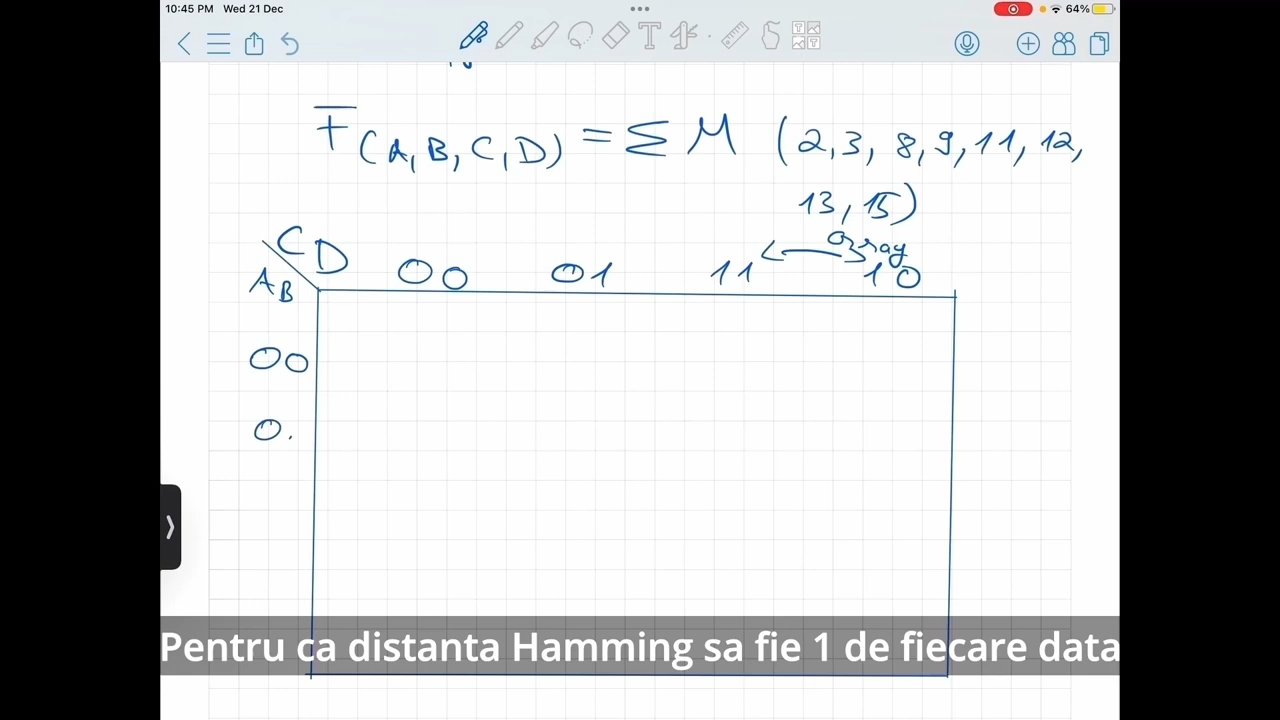 10:45 PM Wed 21 Dec
64%
F̅(A,B,C,D) = Σ M (2,3, 8,9,11,12,
13,15)
CD 00 01 11 10
AB
00
0.
Pentru ca distanta Hamming sa fie 1 de fiecare data